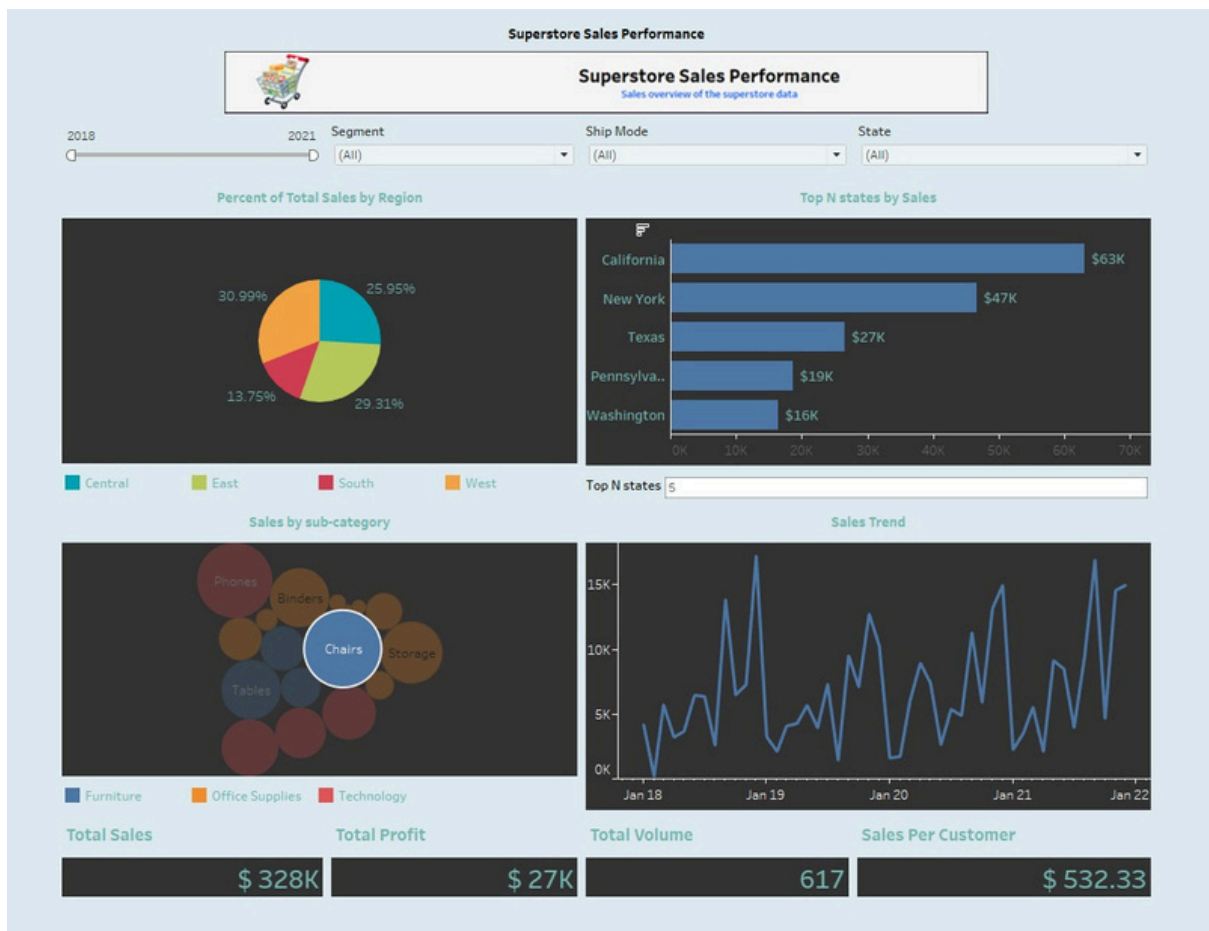 Superstore Sales Performance
Superstore Sales Performance
Sales overview of the superstore data
2018 2021
Segment
(All)
Ship Mode
(All)
State
(All)
Percent of Total Sales by Region
30.99% 25.95%
13.75% 29.31%
Central East South West
Top N states by Sales
California $63K
New York $47K
Texas $27K
Pennsylva.. $19K
Washington $16K
0K 10K 20K 30K 40K 50K 60K 70K
Top N states 5
Sales by sub-category
Phones
Binders
Chairs
Storage
Tables
Furniture Office Supplies Technology
Sales Trend
15K
10K
5K
0K
Jan 18 Jan 19 Jan 20 Jan 21 Jan 22
Total Sales
$ 328K
Total Profit
$ 27K
Total Volume
617
Sales Per Customer
$ 532.33